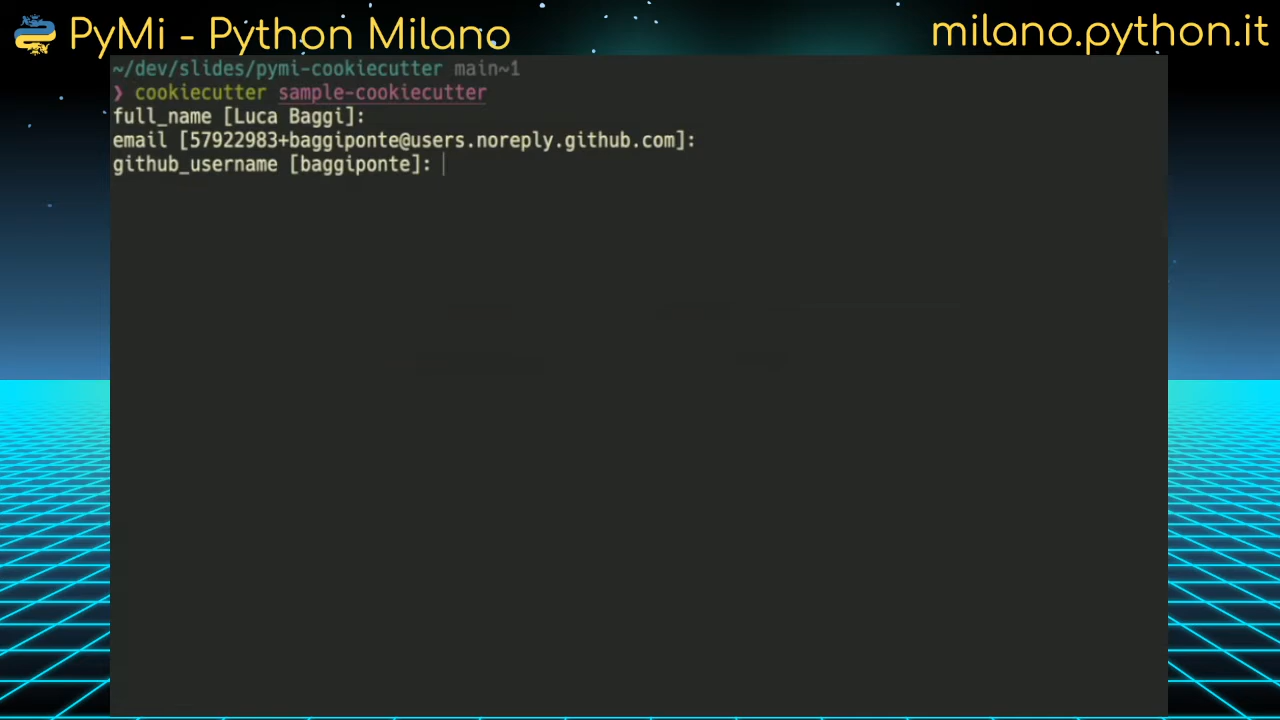 PyMi - Python Milano
milano.python.it
~/dev/slides/pymi-cookiecutter main~1
❯ cookiecutter sample-cookiecutter
full_name [Luca Baggi]:
email [57922983+baggiponte@users.noreply.github.com]:
github_username [baggiponte]: